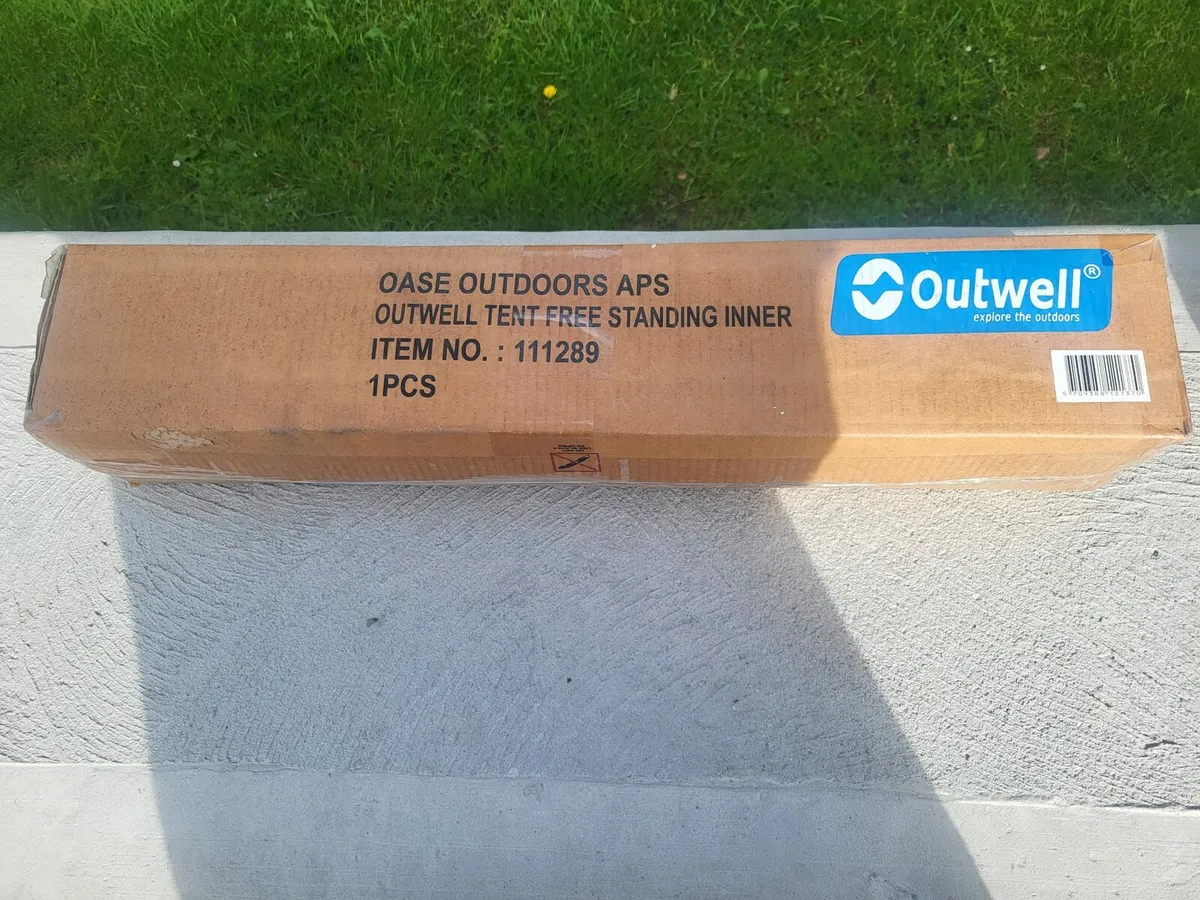 OASE OUTDOORS APS
OUTWELL TENT FREE STANDING INNER
ITEM NO. : 111289
1PCS
Outwell®
explore the outdoors